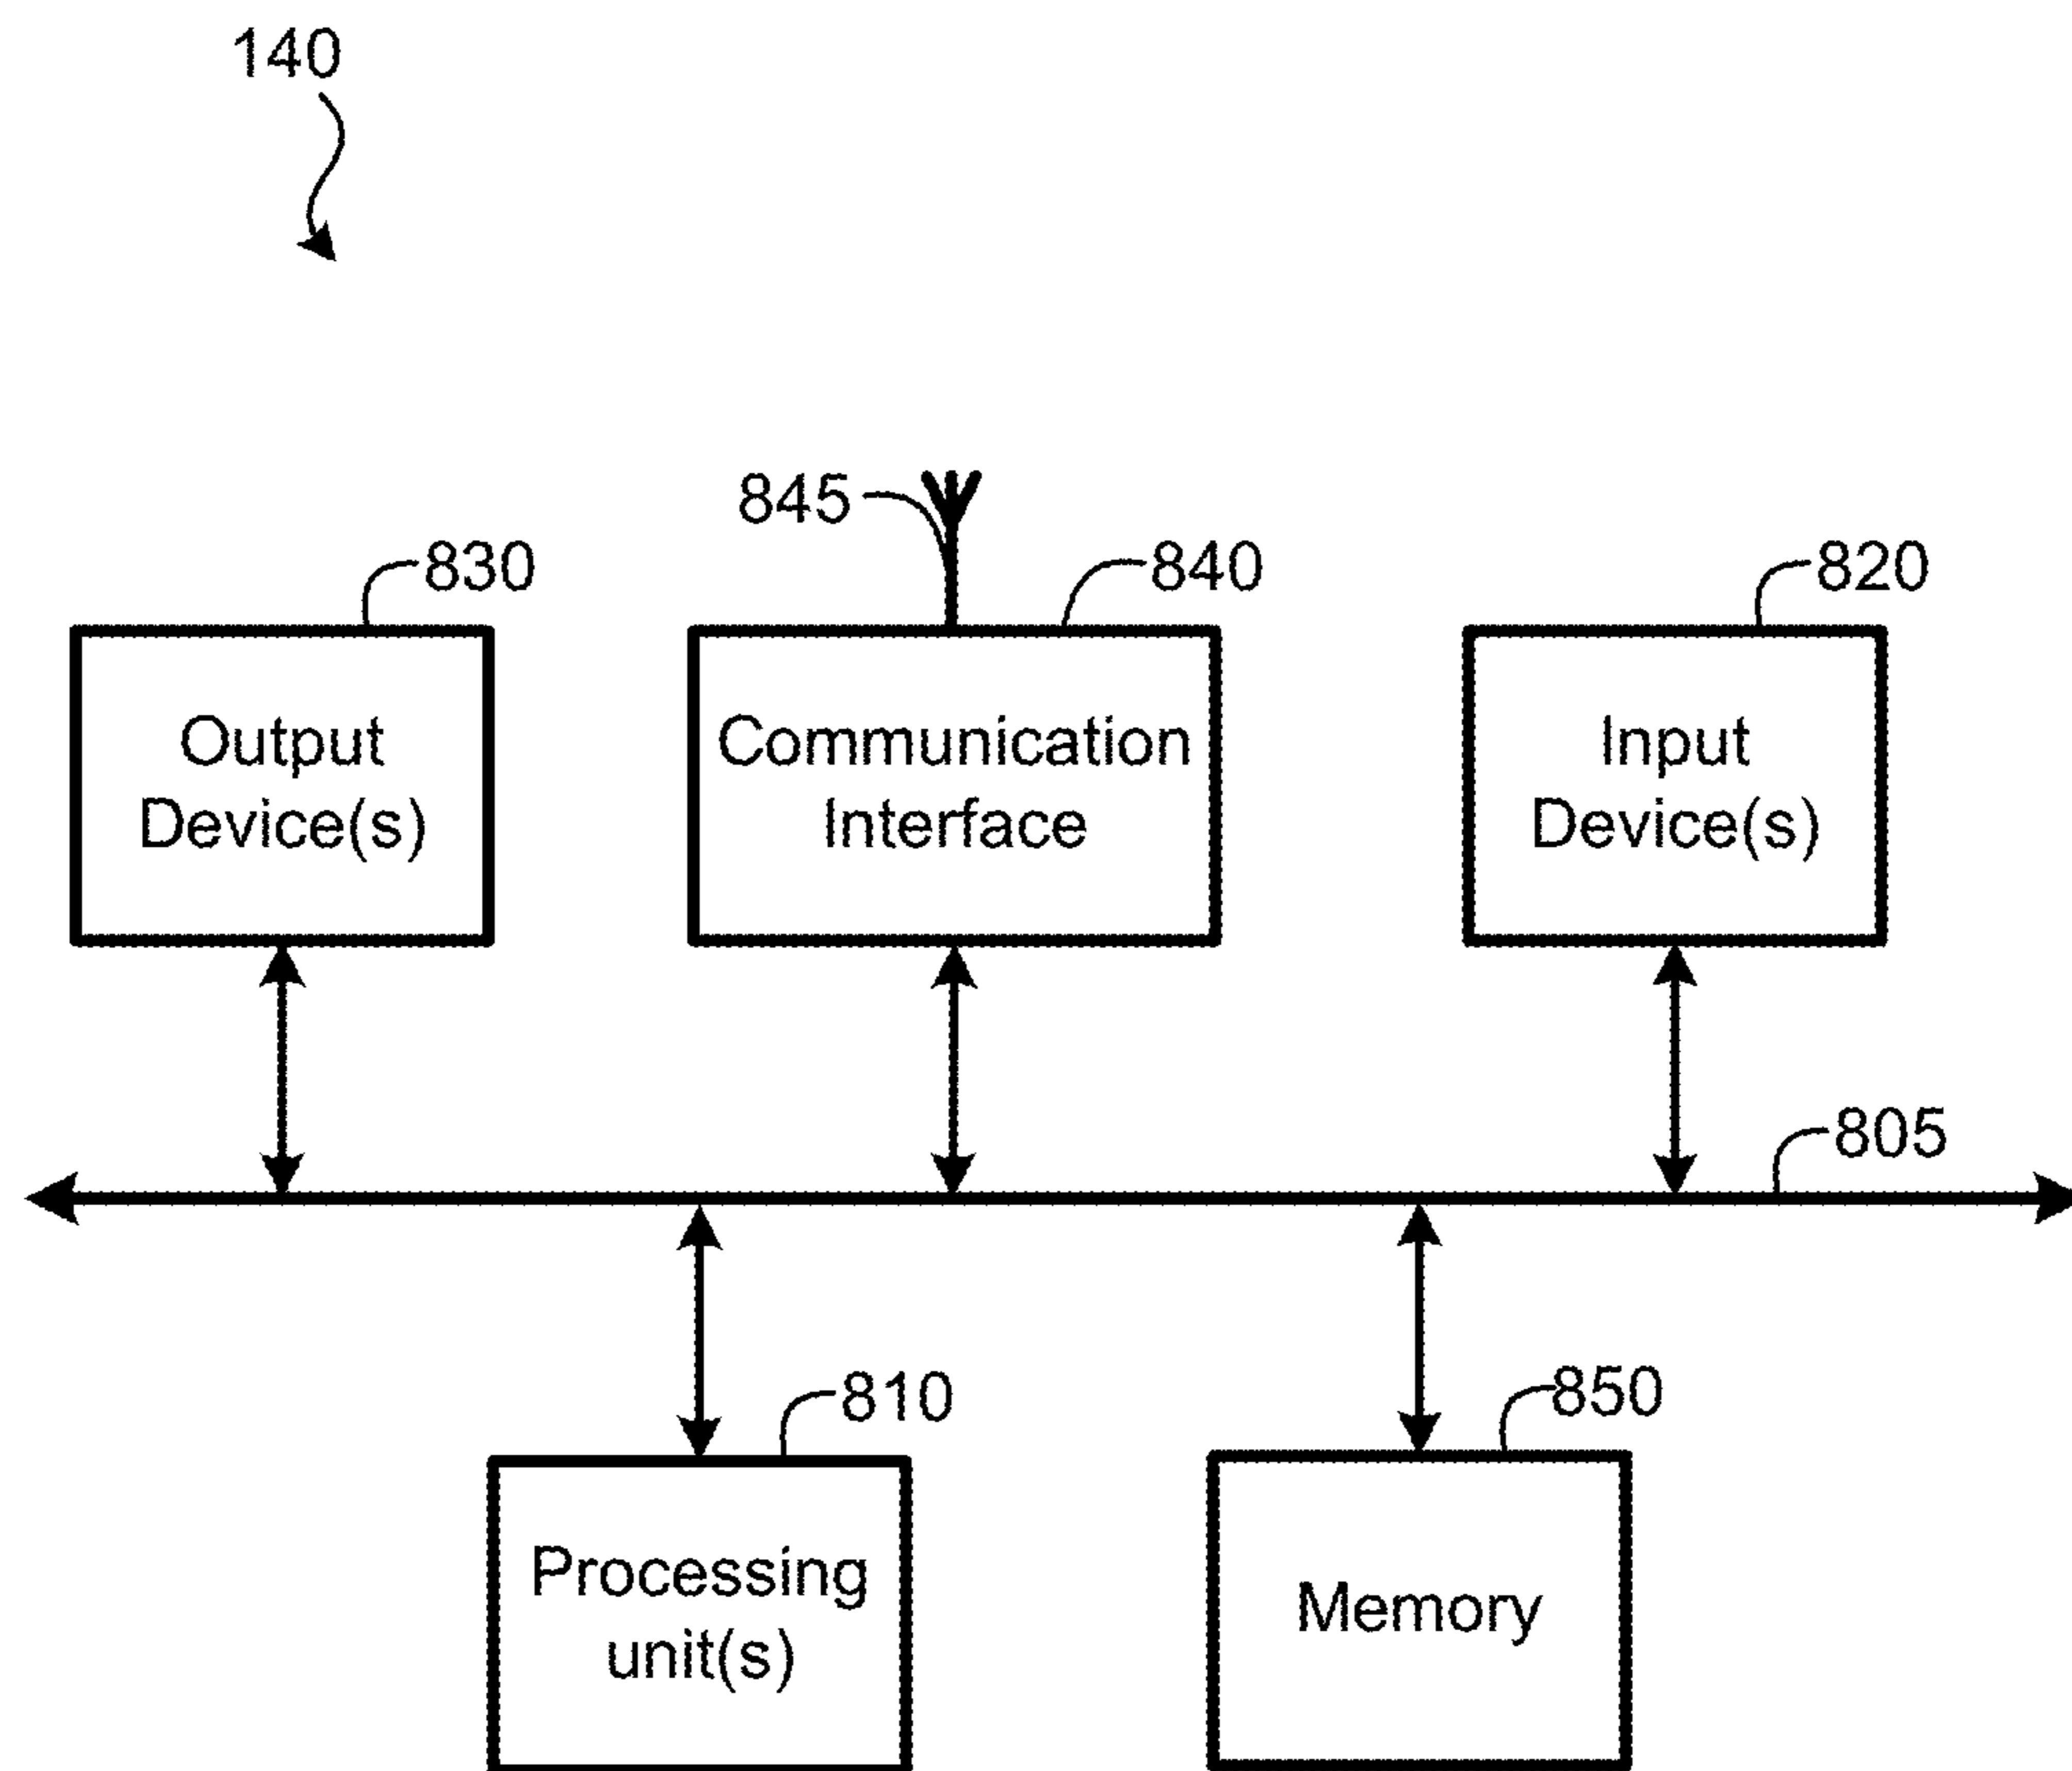 140
845
830
840
820
Output
Device(s)
Communication
Interface
Input
Device(s)
805
810
850
Processing
unit(s)
Memory